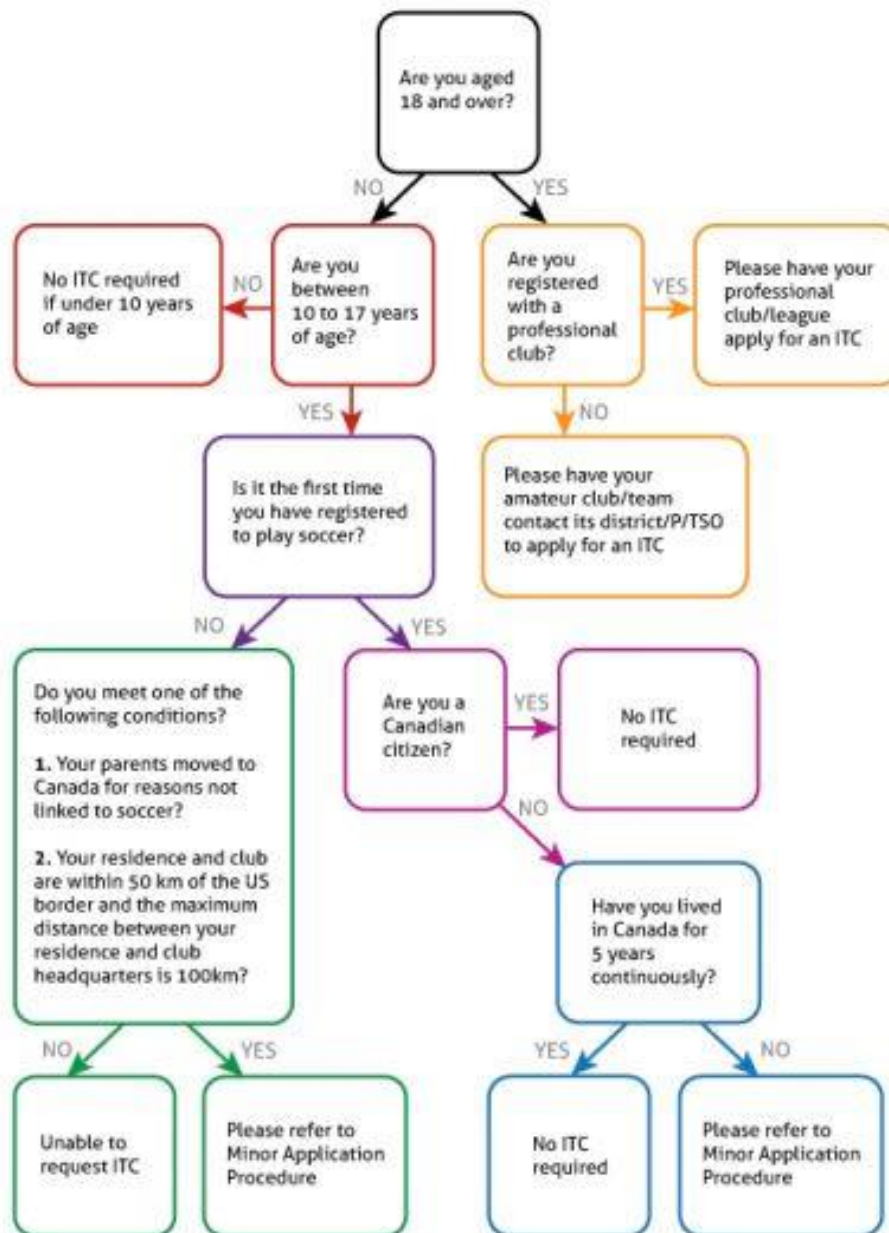 Are you aged
18 and over?
NO
YES
No ITC required
if under 10 years
of age
NO
Are you
between
10 to 17 years
of age?
Are you
registered
with a
professional
club?
YES
Please have your
professional
club/league
apply for an ITC
YES
NO
Is it the first time
you have registered
to play soccer?
Please have your
amateur club/team
contact its district/P/TSO
to apply for an ITC
NO
YES
Do you meet one of the
following conditions?
1. Your parents moved to
Canada for reasons not
linked to soccer?
2. Your residence and club
are within 50 km of the US
border and the maximum
distance between your
residence and club
headquarters is 100km?
Are you a
Canadian
citizen?
YES
No ITC
required
NO
Have you lived
in Canada for
5 years
continuously?
NO
YES
YES
NO
Unable to
request ITC
Please refer to
Minor Application
Procedure
No ITC
required
Please refer to
Minor Application
Procedure